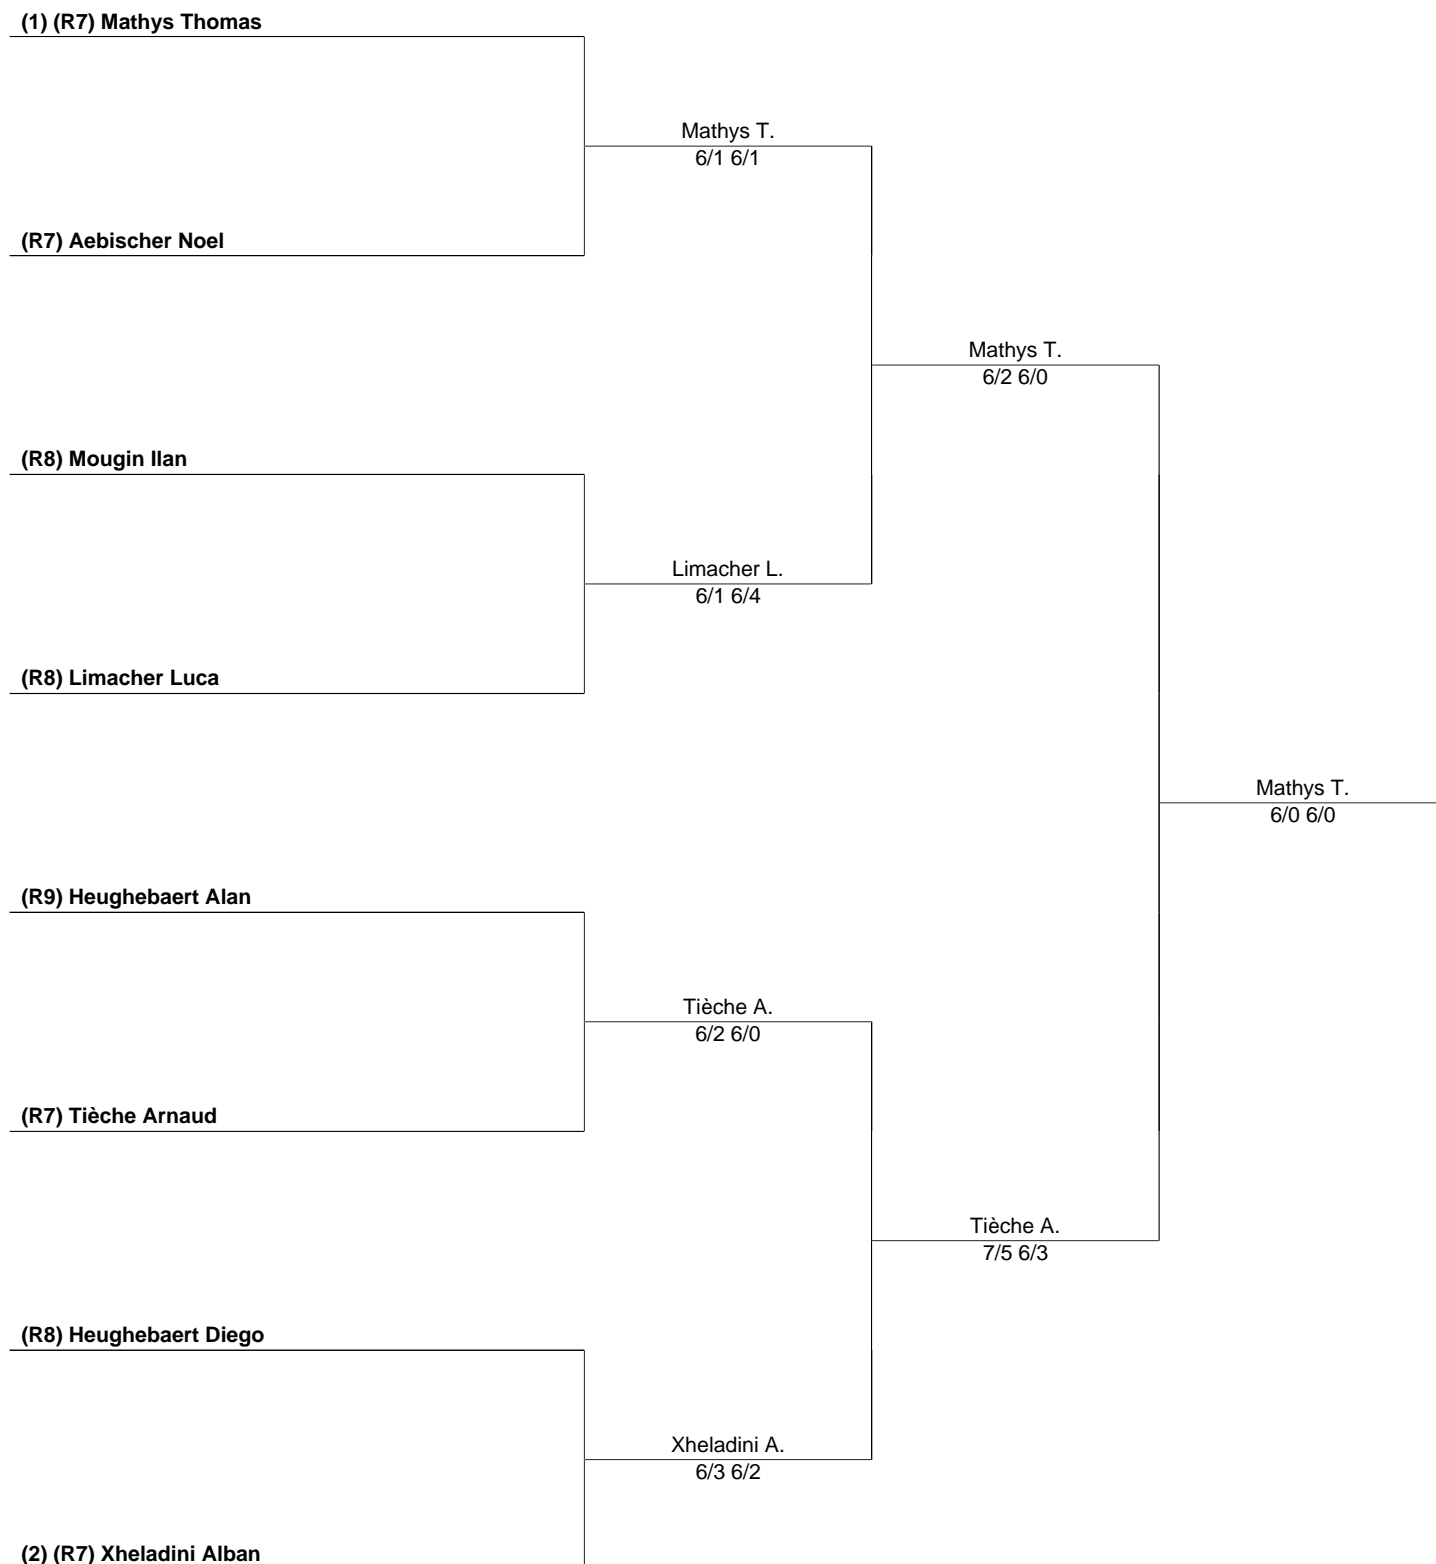 (1) (R7) Mathys Thomas
Mathys T.
6/1 6/1
(R7) Aebischer Noel
Mathys T.
6/2 6/0
(R8) Mougin Ilan
Limacher L.
6/1 6/4
(R8) Limacher Luca
Mathys T.
6/0 6/0
(R9) Heughebaert Alan
Tièche A.
6/2 6/0
(R7) Tièche Arnaud
Tièche A.
7/5 6/3
(R8) Heughebaert Diego
Xheladini A.
6/3 6/2
(2) (R7) Xheladini Alban